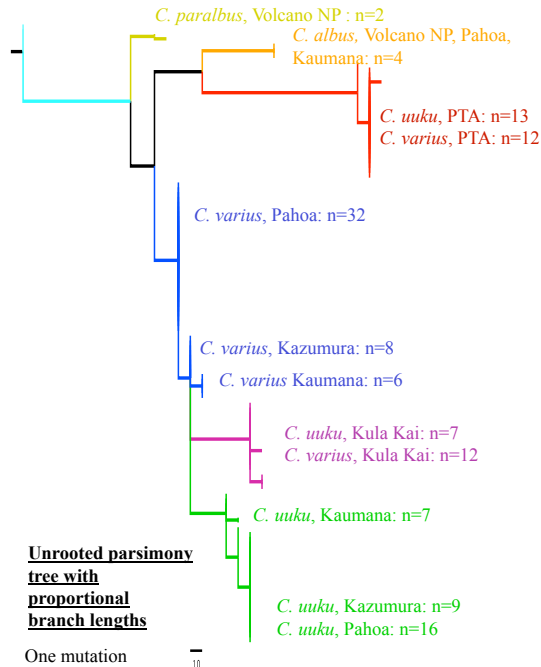 C. paralbus, Volcano NP : n=2
C. albus, Volcano NP, Pahoa,
Kaumana: n=4
C. uuku, PTA: n=13
C. varius, PTA: n=12
C. varius, Pahoa: n=32
C. varius, Kazumura: n=8
C. varius Kaumana: n=6
C. uuku, Kula Kai: n=7
C. varius, Kula Kai: n=12
C. uuku, Kaumana: n=7
C. uuku, Kazumura: n=9
C. uuku, Pahoa: n=16
Unrooted parsimony
tree with
proportional
branch lengths
One mutation
10